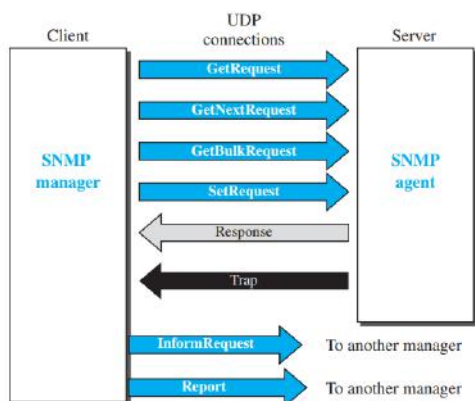 Client
UDP
connections
Server
GetRequest
GetNextRequest
GetBulkRequest
SetRequest
SNMP
manager
SNMP
agent
Response
Trap
InformRequest
To another manager
Report
To another manager